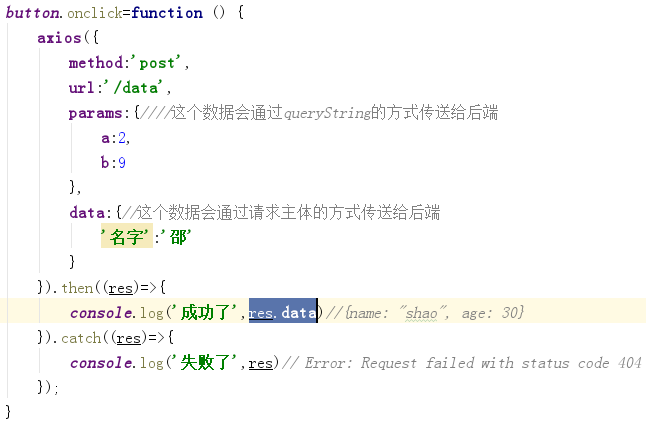 button.onclick=function () {
axios({
method:'post',
url:'/data',
params:{////这个数据会通过queryString的方式传送给后端
a:2,
b:9
},
data:{//这个数据会通过请求主体的方式传送给后端
'名字':'邵'
}
}).then((res)=>{
console.log('成功了',res.data)//{name: "shao", age: 30}
}).catch((res)=>{
console.log('失败了',res)// Error: Request failed with status code 404
});
}